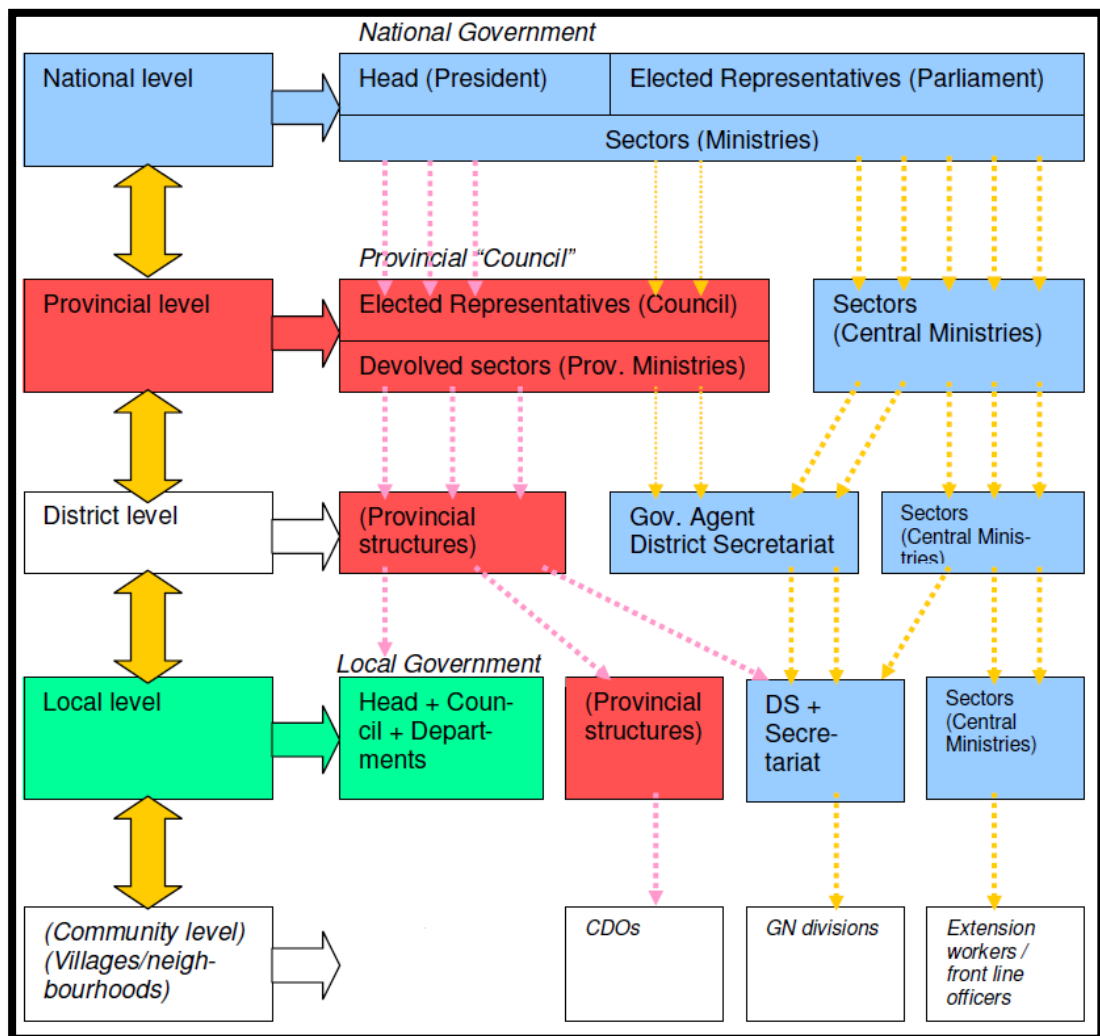 National Government
National level
Head (President)
Elected Representatives (Parliament)
Sectors (Ministries)
Provincial “Council”
Provincial level
Elected Representatives (Council)
Devolved sectors (Prov. Ministries)
Sectors
(Central Ministries)
District level
(Provincial
structures)
Gov. Agent
District Secretariat
Sectors
(Central Minis-
tries)
Local Government
Local level
Head + Coun-
cil + Depart-
ments
(Provincial
structures)
DS +
Secre-
tariat
Sectors
(Central
Ministries)
(Community level)
(Villages/neigh-
bourhoods)
CDOs
GN divisions
Extension
workers /
front line
officers